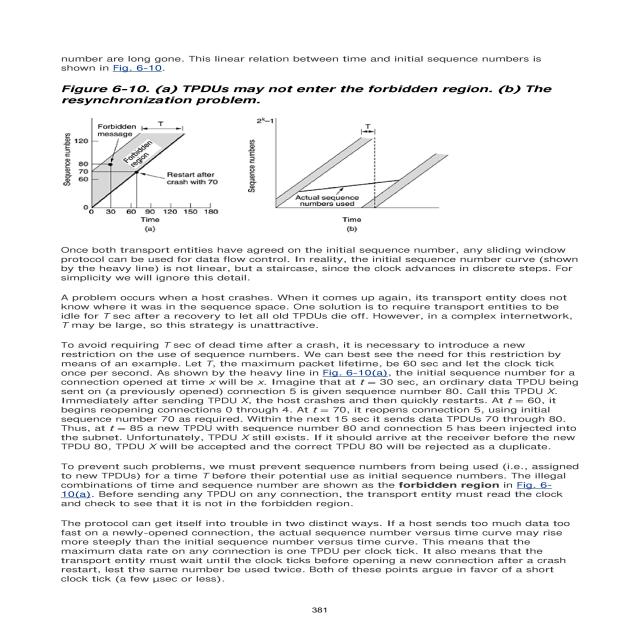 number are long gone. This linear relation between time and initial sequence numbers is
shown in Fig. 6-10.
Figure 6-10. (a) TPDUs may not enter the forbidden region. (b) The
resynchronization problem.
Forbidden
message
T
Forbidden
region
Restart after
crash with 70
Sequence numbers
120
80
70
60
0
0 30 60 90 120 150 180
Time
(a)
2ᵏ–1
T
Sequence numbers
Actual sequence
numbers used
Time
(b)
Once both transport entities have agreed on the initial sequence number, any sliding window
protocol can be used for data flow control. In reality, the initial sequence number curve (shown
by the heavy line) is not linear, but a staircase, since the clock advances in discrete steps. For
simplicity we will ignore this detail.
A problem occurs when a host crashes. When it comes up again, its transport entity does not
know where it was in the sequence space. One solution is to require transport entities to be
idle for T sec after a recovery to let all old TPDUs die off. However, in a complex internetwork,
T may be large, so this strategy is unattractive.
To avoid requiring T sec of dead time after a crash, it is necessary to introduce a new
restriction on the use of sequence numbers. We can best see the need for this restriction by
means of an example. Let T, the maximum packet lifetime, be 60 sec and let the clock tick
once per second. As shown by the heavy line in Fig. 6-10(a), the initial sequence number for a
connection opened at time x will be x. Imagine that at t = 30 sec, an ordinary data TPDU being
sent on (a previously opened) connection 5 is given sequence number 80. Call this TPDU X.
Immediately after sending TPDU X, the host crashes and then quickly restarts. At t = 60, it
begins reopening connections 0 through 4. At t = 70, it reopens connection 5, using initial
sequence number 70 as required. Within the next 15 sec it sends data TPDUs 70 through 80.
Thus, at t = 85 a new TPDU with sequence number 80 and connection 5 has been injected into
the subnet. Unfortunately, TPDU X still exists. If it should arrive at the receiver before the new
TPDU 80, TPDU X will be accepted and the correct TPDU 80 will be rejected as a duplicate.
To prevent such problems, we must prevent sequence numbers from being used (i.e., assigned
to new TPDUs) for a time T before their potential use as initial sequence numbers. The illegal
combinations of time and sequence number are shown as the forbidden region in Fig. 6-
10(a). Before sending any TPDU on any connection, the transport entity must read the clock
and check to see that it is not in the forbidden region.
The protocol can get itself into trouble in two distinct ways. If a host sends too much data too
fast on a newly-opened connection, the actual sequence number versus time curve may rise
more steeply than the initial sequence number versus time curve. This means that the
maximum data rate on any connection is one TPDU per clock tick. It also means that the
transport entity must wait until the clock ticks before opening a new connection after a crash
restart, lest the same number be used twice. Both of these points argue in favor of a short
clock tick (a few μsec or less).
381